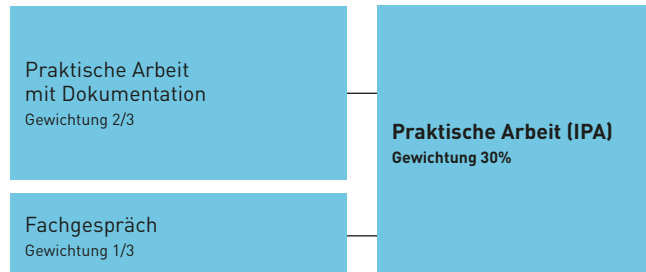 Praktische Arbeit
mit Dokumentation
Gewichtung 2/3
Praktische Arbeit (IPA)
Gewichtung 30%
Fachgespräch
Gewichtung 1/3